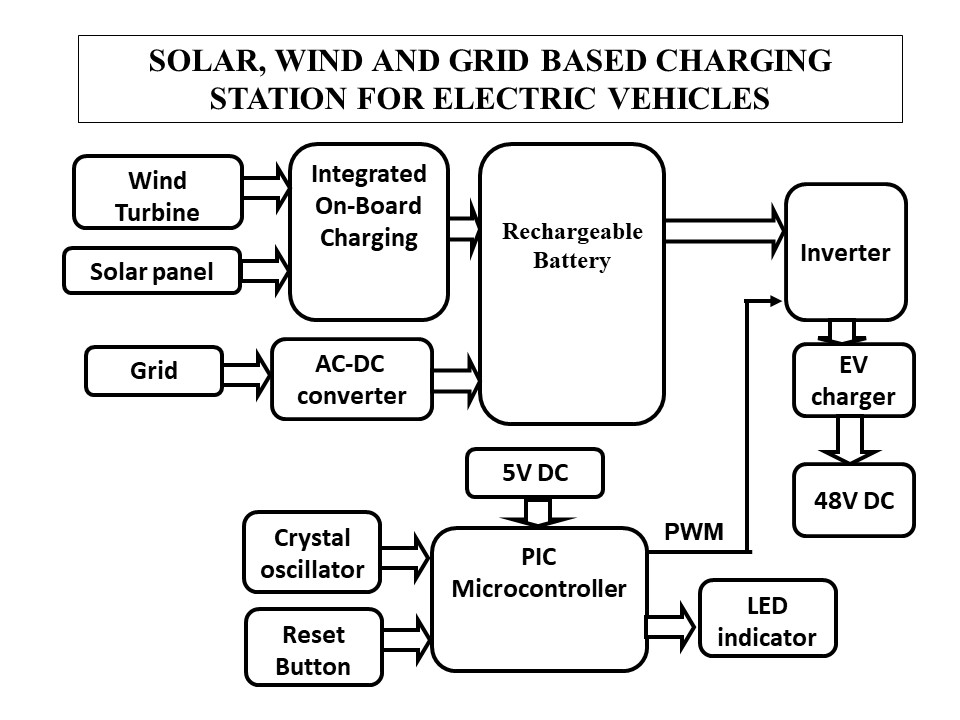 SOLAR, WIND AND GRID BASED CHARGING
STATION FOR ELECTRIC VEHICLES
Wind
Turbine
Solar panel
Integrated
On-Board
Charging
Rechargeable
Battery
Inverter
Grid
AC-DC
converter
EV
charger
48V DC
5V DC
Crystal
oscillator
Reset
Button
PIC
Microcontroller
PWM
LED
indicator